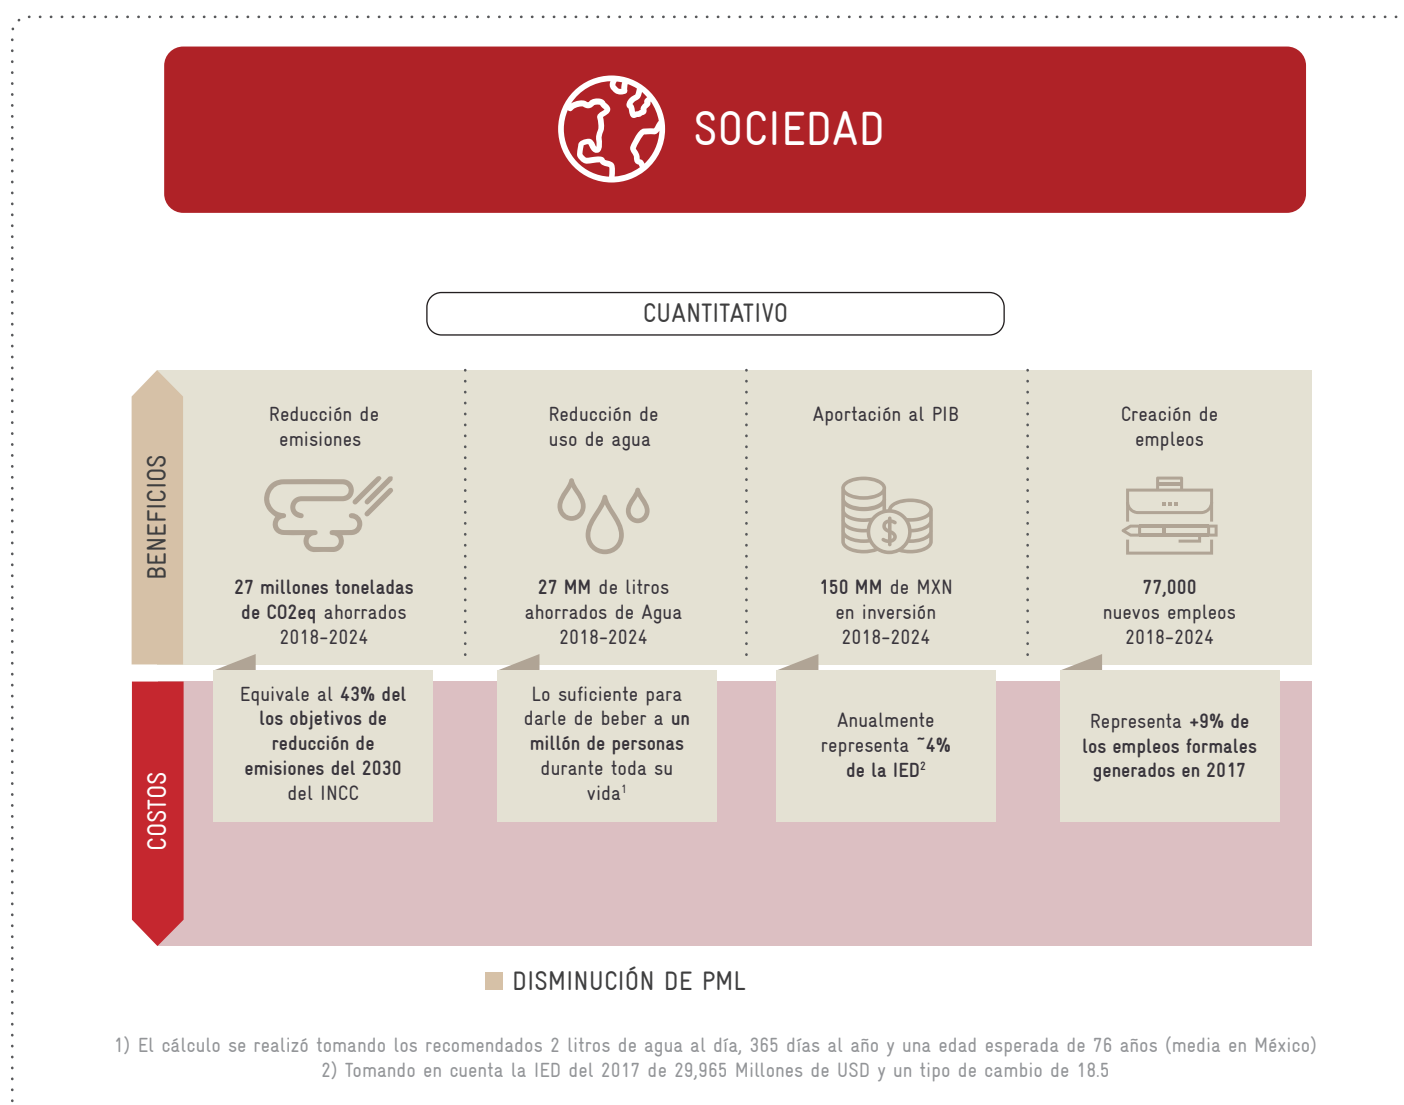 SOCIEDAD
CUANTITATIVO
BENEFICIOS
Reducción de
emisiones
27 millones toneladas
de CO2eq ahorrados
2018-2024
Reducción de
uso de agua
27 MM de litros
ahorrados de Agua
2018-2024
Aportación al PIB
$
150 MM de MXN
en inversión
2018-2024
Creación de
empleos
77,000
nuevos empleos
2018-2024
COSTOS
Equivale al 43% del
los objetivos de
reducción de
emisiones del 2030
del INCC
Lo suficiente para
darle de beber a un
millón de personas
durante toda su
vida¹
Anualmente
representa ~4%
de la IED²
Representa +9% de
los empleos formales
generados en 2017
DISMINUCIÓN DE PML
1) El cálculo se realizó tomando los recomendados 2 litros de agua al día, 365 días al año y una edad esperada de 76 años (media en México)
2) Tomando en cuenta la IED del 2017 de 29,965 Millones de USD y un tipo de cambio de 18.5